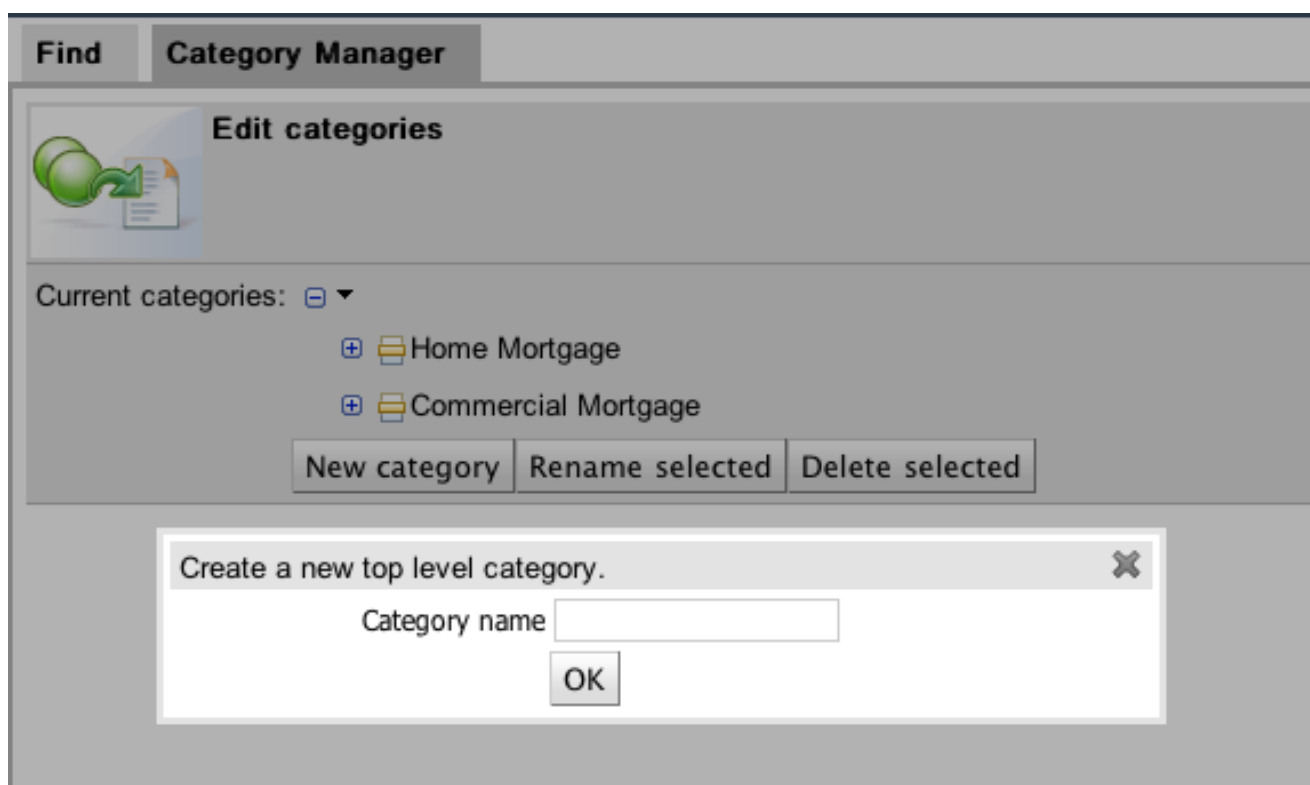 Find Category Manager
Edit categories
Current categories:
Home Mortgage
Commercial Mortgage
New category Rename selected Delete selected
Create a new top level category.
Category name
OK